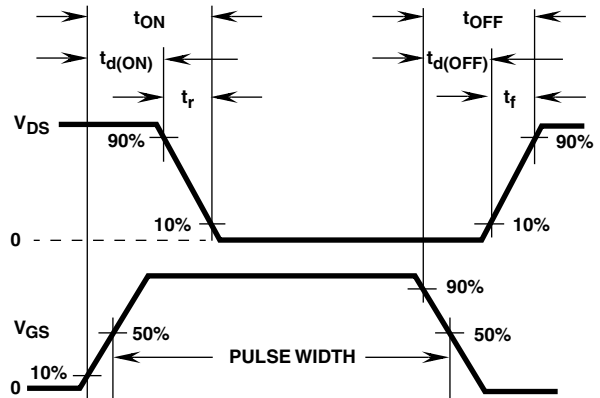 tON tOFF
td(ON) td(OFF)
tr tf
VDS
90% 90%
10% 10%
0
90%
VGS 50% 50%
PULSE WIDTH
10%
0